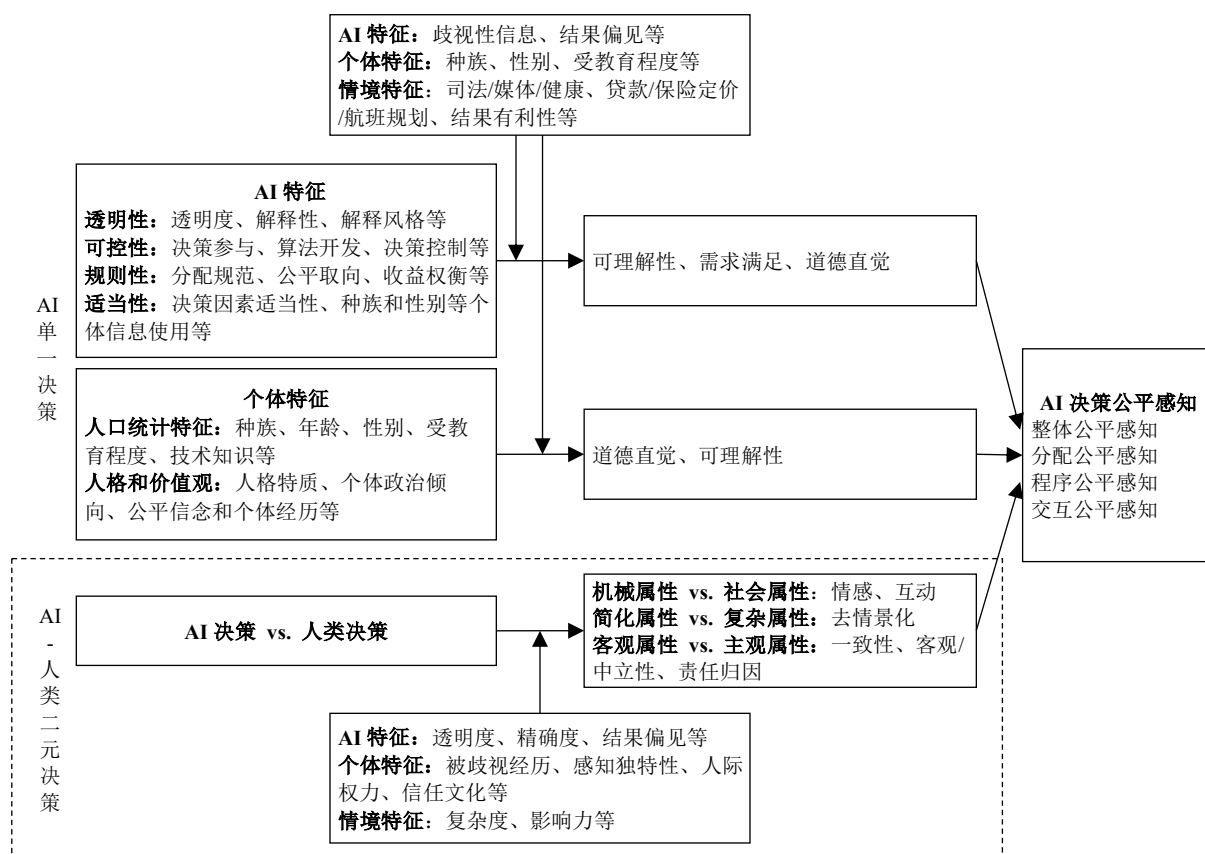 AI 特征：歧视性信息、结果偏见等
个体特征：种族、性别、受教育程度等
情境特征：司法/媒体/健康、贷款/保险定价
/航班规划、结果有利性等
AI
单
一
决
策
AI 特征
透明性：透明度、解释性、解释风格等
可控性：决策参与、算法开发、决策控制等
规则性：分配规范、公平取向、收益权衡等
适当性：决策因素适当性、种族和性别等个
体信息使用等
可理解性、需求满足、道德直觉
个体特征
人口统计特征：种族、年龄、性别、受教
育程度、技术知识等
人格和价值观：人格特质、个体政治倾
向、公平信念和个体经历等
道德直觉、可理解性
AI 决策公平感知
整体公平感知
分配公平感知
程序公平感知
交互公平感知
AI
-
人
类
二
元
决
策
AI 决策 vs. 人类决策
机械属性 vs. 社会属性：情感、互动
简化属性 vs. 复杂属性：去情景化
客观属性 vs. 主观属性：一致性、客观/
中立性、责任归因
AI 特征：透明度、精确度、结果偏见等
个体特征：被歧视经历、感知独特性、人际
权力、信任文化等
情境特征：复杂度、影响力等